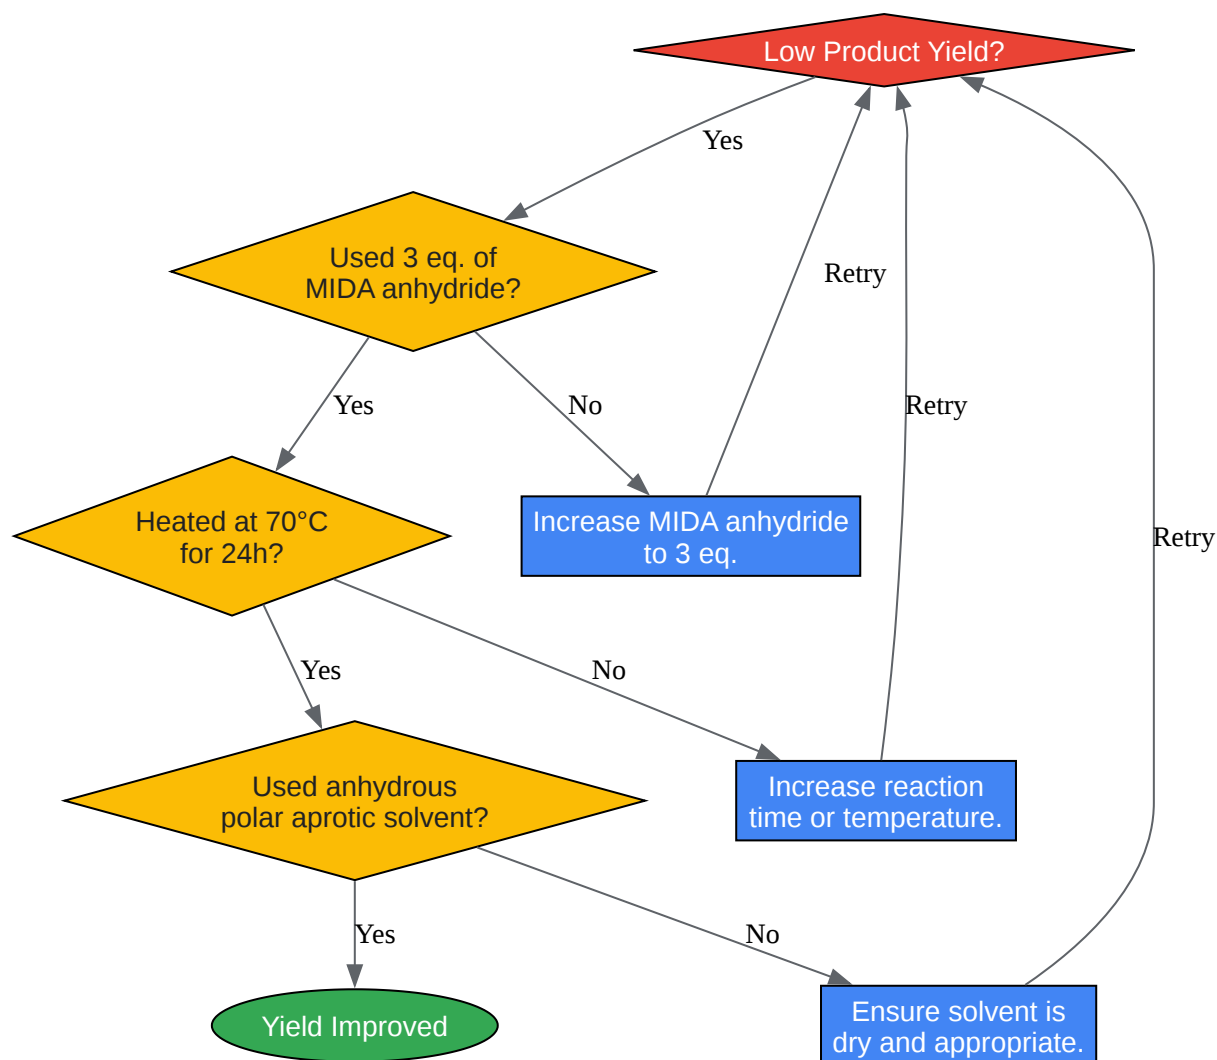 Low Product Yield?
Yes
Used 3 eq. of
MIDA anhydride?
Retry
Yes
No
Retry
Heated at 70°C
for 24h?
Increase MIDA anhydride
to 3 eq.
Retry
Yes
No
Used anhydrous
polar aprotic solvent?
Increase reaction
time or temperature.
Yes
No
Yield Improved
Ensure solvent is
dry and appropriate.